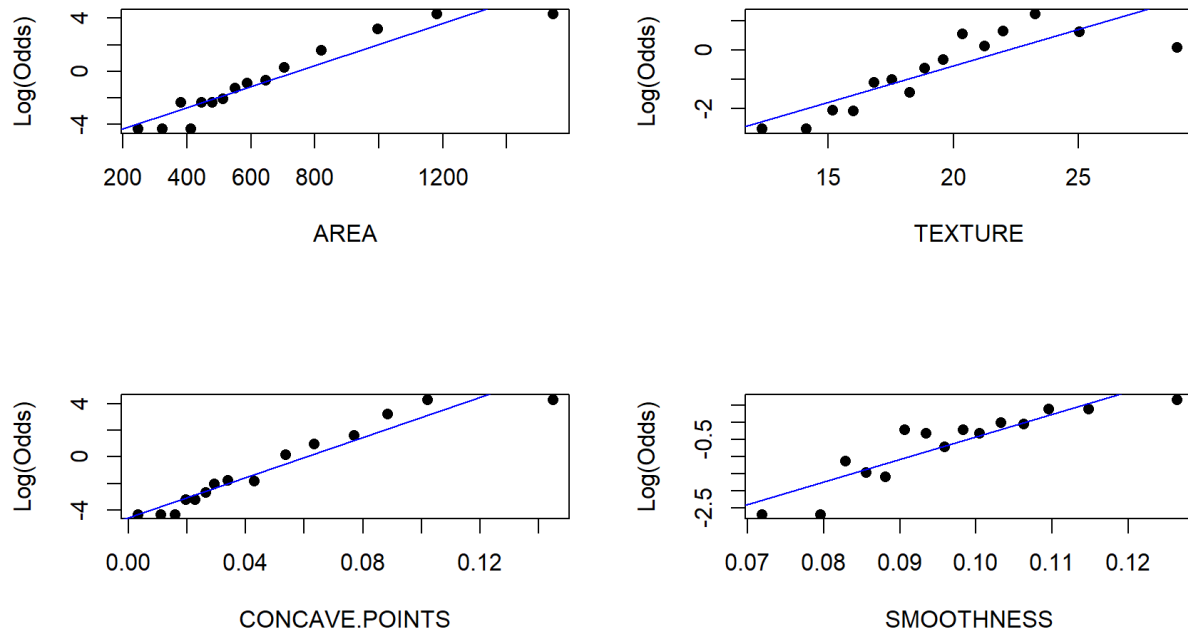 Log(Odds)
4
0
-4
200 400 600 800 1200
AREA
Log(Odds)
0
-2
15 20 25
TEXTURE
Log(Odds)
4
0
-4
0.00 0.04 0.08 0.12
CONCAVE.POINTS
Log(Odds)
-0.5
-2.5
0.07 0.08 0.09 0.10 0.11 0.12
SMOOTHNESS